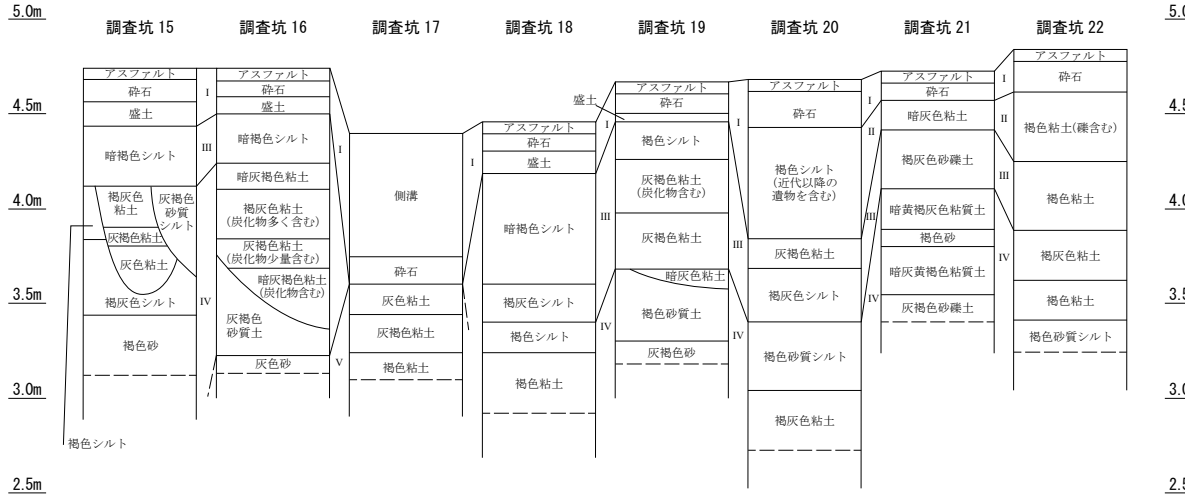 5.0m
調査坑 15
調査坑 16
調査坑 17
調査坑 18
調査坑 19
調査坑 20
調査坑 21
調査坑 22
5.0
4.5m
4.5
4.0m
4.0
3.5m
3.5
3.0m
3.0
2.5m
2.5
アスファルト
砕石
盛土
暗褐色シルト
褐灰色
粘土
灰褐色
砂質
シルト
灰褐色粘土
灰色粘土
褐灰色シルト
褐色砂
褐色シルト
I
III
IV
アスファルト
砕石
盛土
暗褐色シルト
暗灰褐色粘土
褐灰色粘土
(炭化物多く含む)
灰褐色粘土
(炭化物少量含む)
暗灰褐色粘土
(炭化物含む)
灰褐色
砂質土
灰色砂
I
V
側溝
砕石
灰色粘土
灰褐色粘土
褐色粘土
I
アスファルト
砕石
盛土
暗褐色シルト
褐灰色シルト
褐色シルト
褐色粘土
I
III
IV
盛土
アスファルト
砕石
褐色シルト
灰褐色粘土
(炭化物含む)
灰褐色粘土
暗灰色粘土
褐色砂質土
灰褐色砂
I
III
アスファルト
砕石
褐色シルト
(近代以降の
遺物を含む)
灰褐色粘土
褐灰色シルト
褐色砂質シルト
褐灰色粘土
I
II
III
IV
アスファルト
砕石
暗灰色粘土
褐灰色砂礫土
暗黄褐灰色粘質土
褐色砂
暗灰黄褐色粘質土
灰褐色砂礫土
I
II
III
IV
アスファルト
砕石
褐色粘土(礫含む)
褐色粘土
褐灰色粘土
褐色粘土
褐色砂質シルト